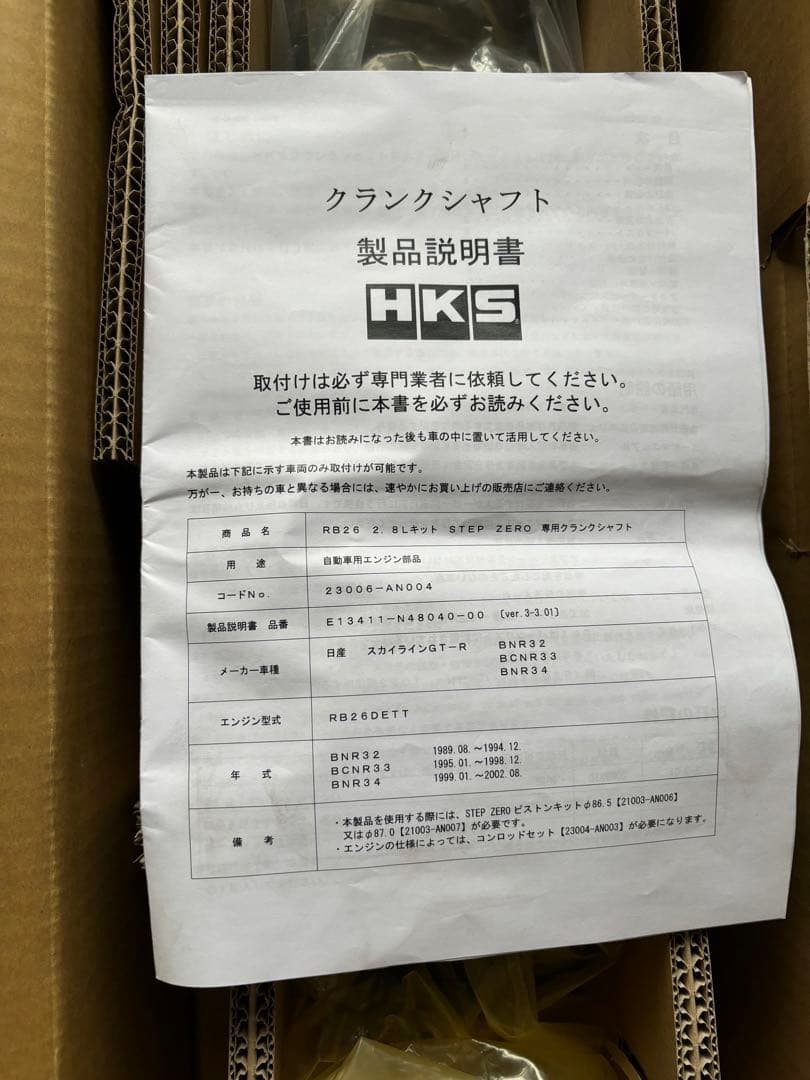 クランクシャフト
製品説明書
HKS
取付けは必ず専門業者に依頼してください。
ご使用前に本書を必ずお読みください。
本書はお読みになった後も車の中に置いて活用してください。
本製品は下記に示す車両のみ取付けが可能です。
万が一、お持ちの車と異なる場合には、速やかにお買い上げの販売店にご連絡ください。
商品名 RB26 2.8Lキット STEP ZERO 専用クランクシャフト
用途 自動車用エンジン部品
コードNo. 23006-AN004
製品説明書 品番 E13411-N48040-00 〔ver.3-3.01〕
メーカー車種 日産 スカイラインGT-R BNR32
BCNR33
BNR34
エンジン型式 RB26DETT
年式 BNR32 1989.08.~1994.12.
BCNR33 1995.01.~1998.12.
BNR34 1999.01.~2002.08.
備考 ・本製品を使用する際には、STEP ZEROピストンキットφ86.5【21003-AN006】
又はφ87.0【21003-AN007】が必要です。
・エンジンの仕様によっては、コンロッドセット【23004-AN003】が必要になります。